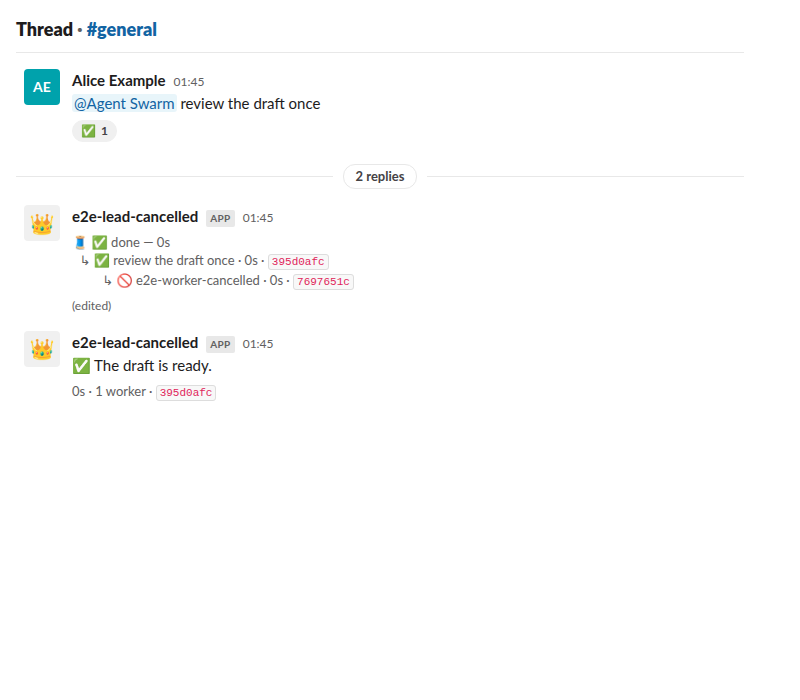 Thread • #general
AE
Alice Example 01:45
@Agent Swarm review the draft once
✅ 1
2 replies
e2e-lead-cancelled APP 01:45
🧵 ✅ done — 0s
↳ ✅ review the draft once · 0s · 395d0afc
↳ 🚫 e2e-worker-cancelled · 0s · 7697651c
(edited)
e2e-lead-cancelled APP 01:45
✅ The draft is ready.
0s · 1 worker · 395d0afc